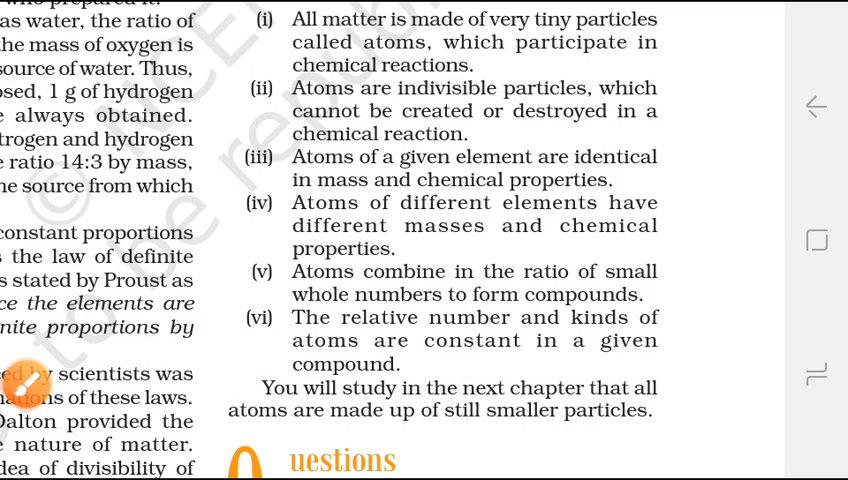 as water, the ratio of
the mass of oxygen is
source of water. Thus,
1 g of hydrogen
always obtained.
and hydrogen
ratio 14:3 by mass,
source from which
constant proportions
the law of definite
stated by Proust as
the elements are
proportions by
by scientists was
of these laws.
Dalton provided the
nature of matter.
of divisibility of
(i) All matter is made of very tiny particles
called atoms, which participate in
chemical reactions.
(ii) Atoms are indivisible particles, which
cannot be created or destroyed in a
chemical reaction.
(iii) Atoms of a given element are identical
in mass and chemical properties.
(iv) Atoms of different elements have
different masses and chemical
properties.
(v) Atoms combine in the ratio of small
whole numbers to form compounds.
(vi) The relative number and kinds of
atoms are constant in a given
compound.
You will study in the next chapter that all
atoms are made up of still smaller particles.
Questions